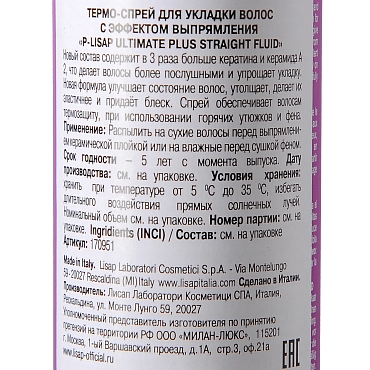 ТЕРМО-СПРЕЙ ДЛЯ УКЛАДКИ ВОЛОС
С ЭФФЕКТОМ ВЫПРЯМЛЕНИЯ
«P-LISAP ULTIMATE PLUS STRAIGHT FLUID»
Новый состав содержит в 3 раза больше кератина и керамида А
2, что делает волосы более послушными и упрощает укладку.
Новая формула улучшает состояние волос, утолщает, делает их
эластичнее и придаёт блеск. Спрей обеспечивает волосам
термозащиту, при использовании горячих утюжков и фена.
Применение: Распылить на сухие волосы перед выпрямлени-
ем керамической плойкой или на влажные перед сушкой феном.
Срок годности – 5 лет с момента выпуска. Дату
производства: см. на упаковке. Условия хранения:
хранить при температуре от 5 °C до 35 °C, избегать
длительного воздействия прямых солнечных лучей.
Номинальный объем см. на упаковке. Номер партии: см. на
упаковке. Ingridients (INCI) / Состав: см. на упаковке
Артикул: 170951
Made in Italy. Lisap Laboratori Cosmetici S.p.A. - Via Montelungo
59 - 27027 Rescaldina (MI)Italy www.lisapitalia.com Сделано в Италии.
Производитель: Лисап Лаборатори Косметици СПА, Италия,
Рескальдина, ул. Монте Лунго 59, 20027
Уполномоченный представитель изготовителя по принятию
претензий на территории РФ ООО "МИЛАН-ЛЮКС", 115201
г. Москва, 1-ый Варшавский проезд, д.1А, стр.3, оф.21а
www.lisap-official.ru
EAC